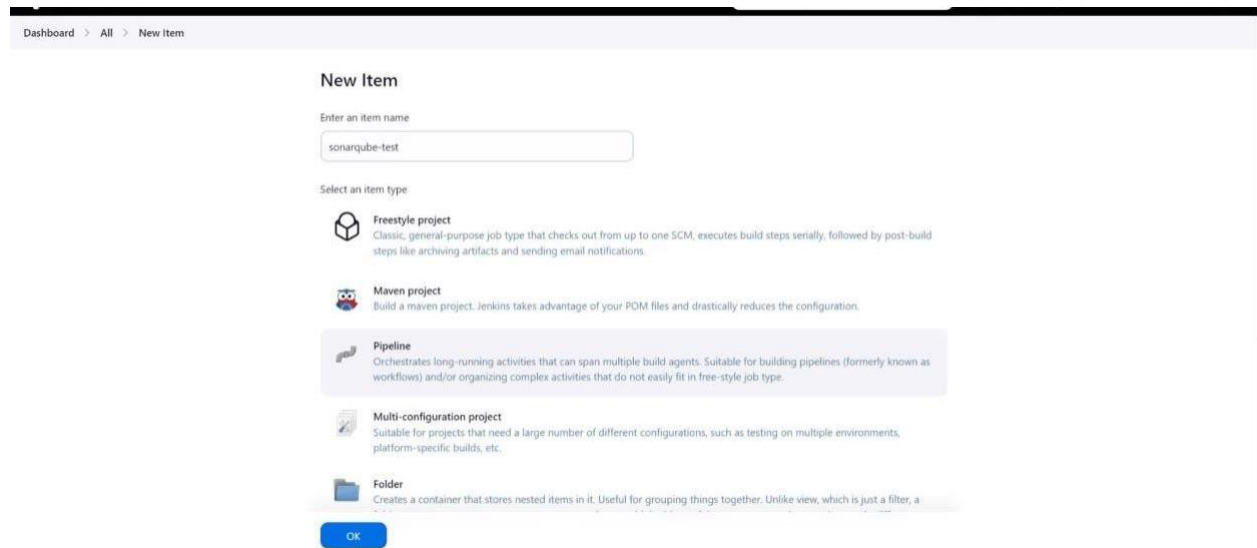 Dashboard > All > New Item
New Item
Enter an item name
sonarqube-test
Select an item type
Freestyle project
Classic, general-purpose job type that checks out from up to one SCM, executes build steps serially, followed by post-build
steps like archiving artifacts and sending email notifications.
Maven project
Build a maven project. Jenkins takes advantage of your POM files and drastically reduces the configuration.
Pipeline
Orchestrates long-running activities that can span multiple build agents. Suitable for building pipelines (formerly known as
workflows) and/or organizing complex activities that do not easily fit in free-style job type.
Multi-configuration project
Suitable for projects that need a large number of different configurations, such as testing on multiple environments,
platform-specific builds, etc.
Folder
Creates a container that stores nested items in it. Useful for grouping things together. Unlike view, which is just a filter, a
OK